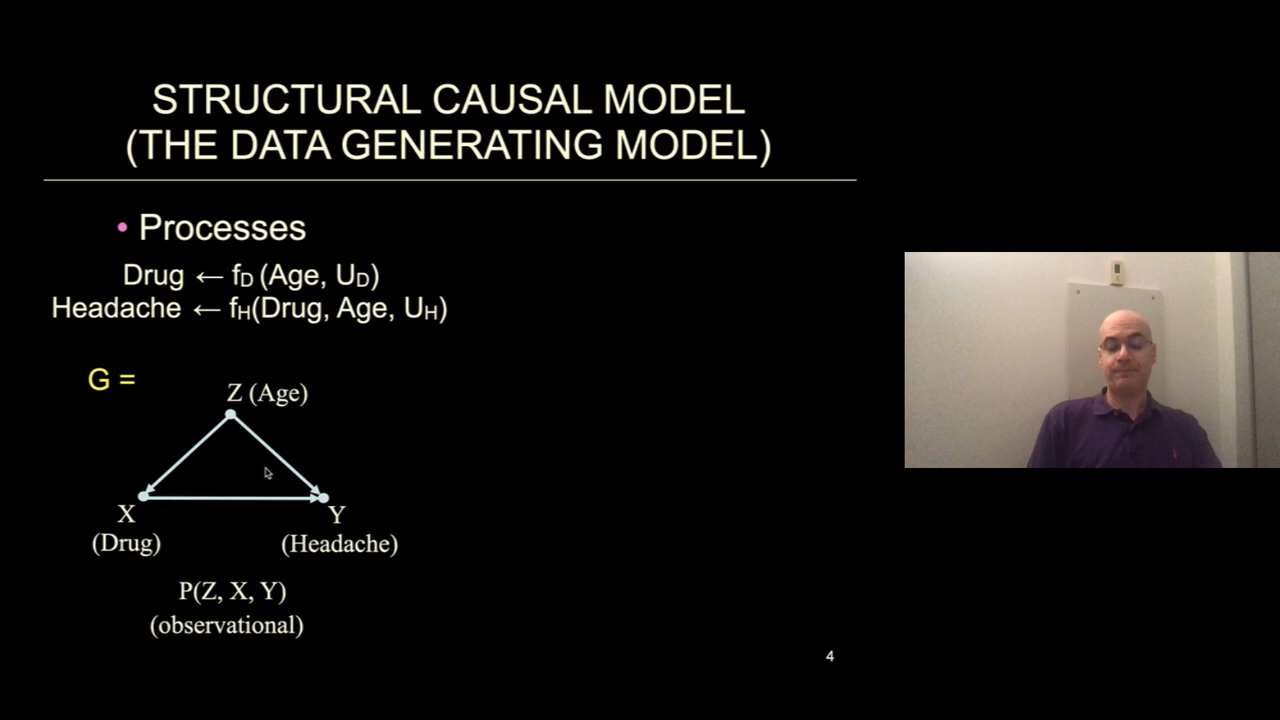 STRUCTURAL CAUSAL MODEL
(THE DATA GENERATING MODEL)
• Processes
Drug ← fD (Age, UD)
Headache ← fH(Drug, Age, UH)
G =
Z (Age)
X
Y
(Drug)
(Headache)
P(Z, X, Y)
(observational)
4